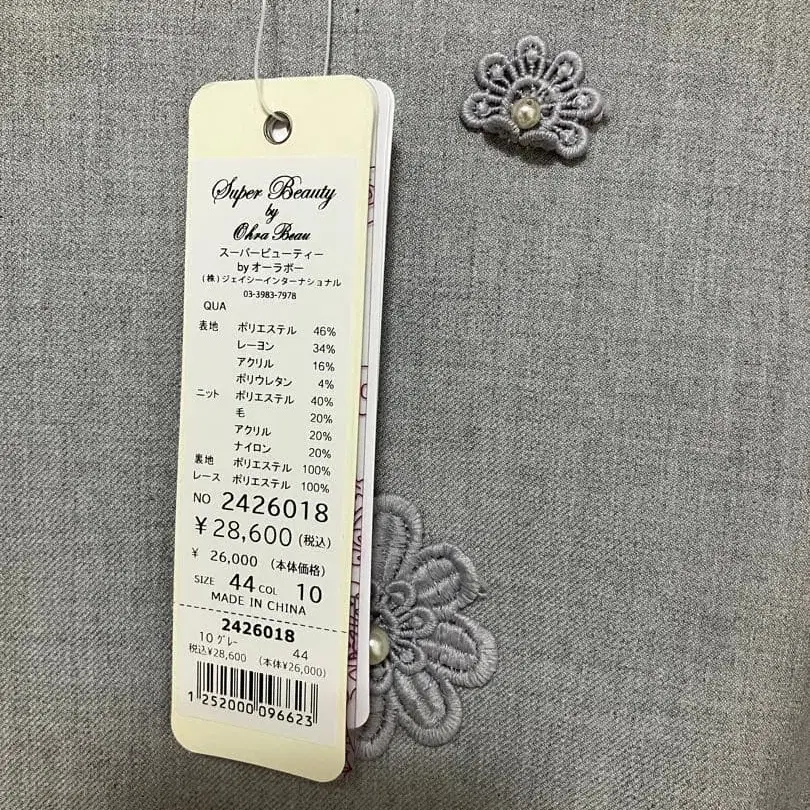 Super Beauty
by
Ohra Beau
スーパービューティー
by オーラボー
(株)ジェイシーインターナショナル
03-3983-7978
QUA
表地 ポリエステル 46%
レーヨン 34%
アクリル 16%
ポリウレタン 4%
ニット ポリエステル 40%
毛 20%
アクリル 20%
ナイロン 20%
裏地 ポリエステル 100%
レース ポリエステル 100%
NO 2426018
¥28,600 (税込)
¥ 26,000 (本体価格)
SIZE 44 COL 10
MADE IN CHINA
2426018
10 グレー 44
税込¥28,600 (本体¥26,000)
1 252000 096623